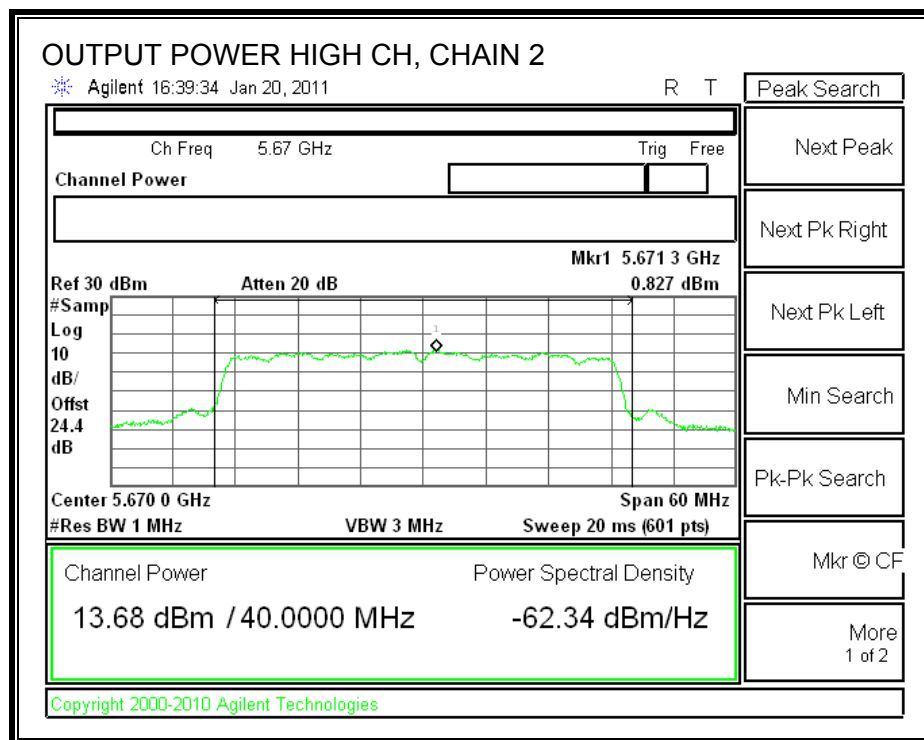 OUTPUT POWER HIGH CH, CHAIN 2
Agilent 16:39:34 Jan 20, 2011 R T
Peak Search
Ch Freq 5.67 GHz Trig Free
Channel Power
Next Peak
Next Pk Right
Mkr1 5.671 3 GHz
Ref 30 dBm Atten 20 dB 0.827 dBm
#Samp
Log
10
dB/
Offst
24.4
dB
1
Next Pk Left
Min Search
Pk-Pk Search
Center 5.670 0 GHz Span 60 MHz
#Res BW 1 MHz VBW 3 MHz Sweep 20 ms (601 pts)
Channel Power Power Spectral Density
13.68 dBm / 40.0000 MHz -62.34 dBm/Hz
Mkr © CF
More
1 of 2
Copyright 2000-2010 Agilent Technologies